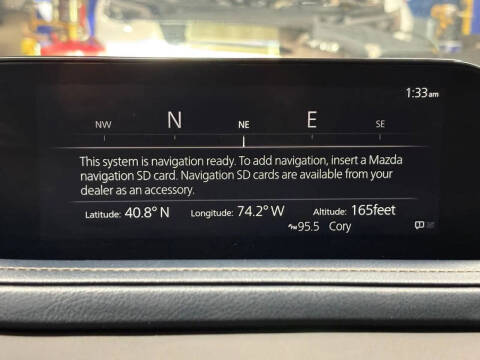 1:33am
NW N NE E SE
This system is navigation ready. To add navigation, insert a Mazda
navigation SD card. Navigation SD cards are available from your
dealer as an accessory.
Latitude: 40.8° N Longitude: 74.2° W Altitude: 165feet
95.5 Cory